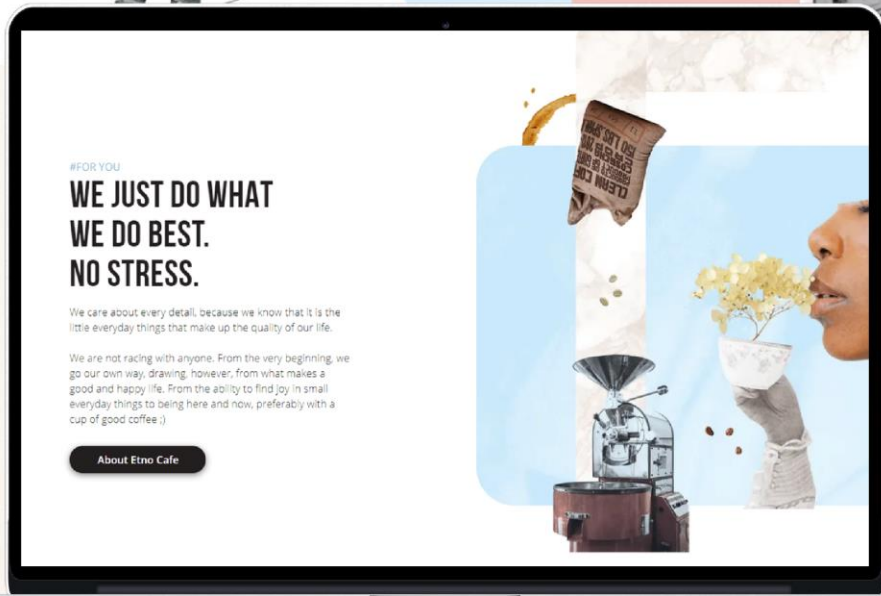 #FOR YOU
WE JUST DO WHAT
WE DO BEST.
NO STRESS.
We care about every detail, because we know that it is the
little everyday things that make up the quality of our life.
We are not racing with anyone. From the very beginning, we
go our own way, drawing, however, from what makes a
good and happy life. From the ability to find joy in small
everyday things to being here and now, preferably with a
cup of good coffee ;)
About Etno Cafe